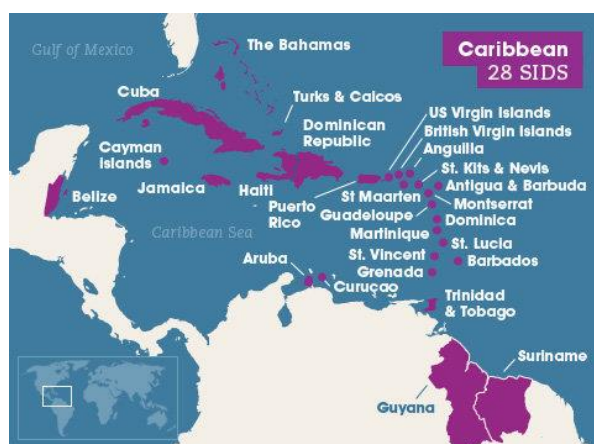 Gulf of Mexico
The Bahamas
Caribbean
28 SIDS
Cuba
Turks & Caicos
Dominican
Republic
US Virgin Islands
British Virgin Islands
Anguilla
Cayman
islands
St. Kits & Nevis
Antigua & Barbuda
Montserrat
Belize
Jamaica
Haiti
Puerto
Rico
St Maarten
Guadeloupe
Dominica
Caribbean Sea
Martinique
St. Lucia
St. Vincent
Barbados
Grenada
Aruba
Curuçao
Trinidad
& Tobago
Suriname
Guyana